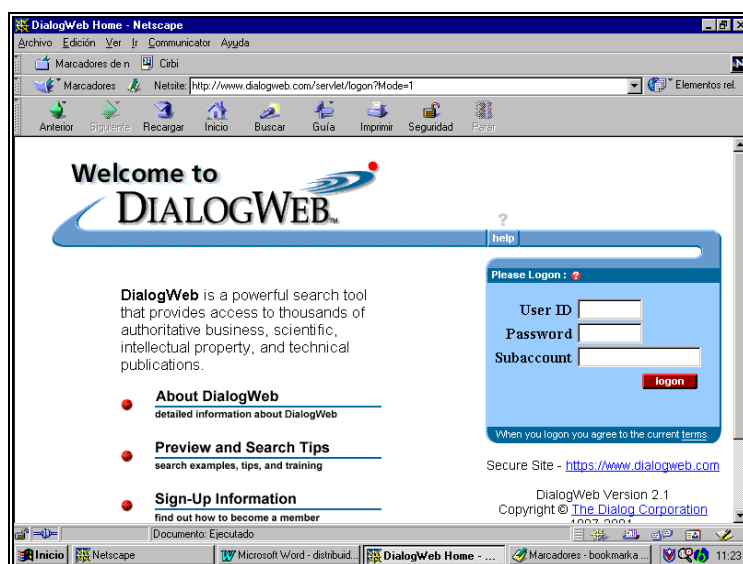 DialogWeb Home - Netscape
Archivo Edición Ver Ir Communicator Ayuda
Marcadores de n Cirbi
Marcadores Netsite: http://www.dialogweb.com/servlet/logon?Mode=1 Elementos rel.
Anterior Siguiente Recargar Inicio Buscar Guía Imprimir Seguridad Parar
Welcome to
DIALOGWEB™
?
help
Please Logon : ?
User ID
Password
Subaccount
logon
When you logon you agree to the current terms.
DialogWeb is a powerful search tool
that provides access to thousands of
authoritative business, scientific,
intellectual property, and technical
publications.
About DialogWeb
detailed information about DialogWeb
Preview and Search Tips
search examples, tips, and training
Sign-Up Information
find out how to become a member
Secure Site - https://www.dialogweb.com
DialogWeb Version 2.1
Copyright © The Dialog Corporation
1997-2001
Documento: Ejecutado
Inicio Netscape Microsoft Word - distribuid... DialogWeb Home - ... Marcadores - bookmarka... 11:23